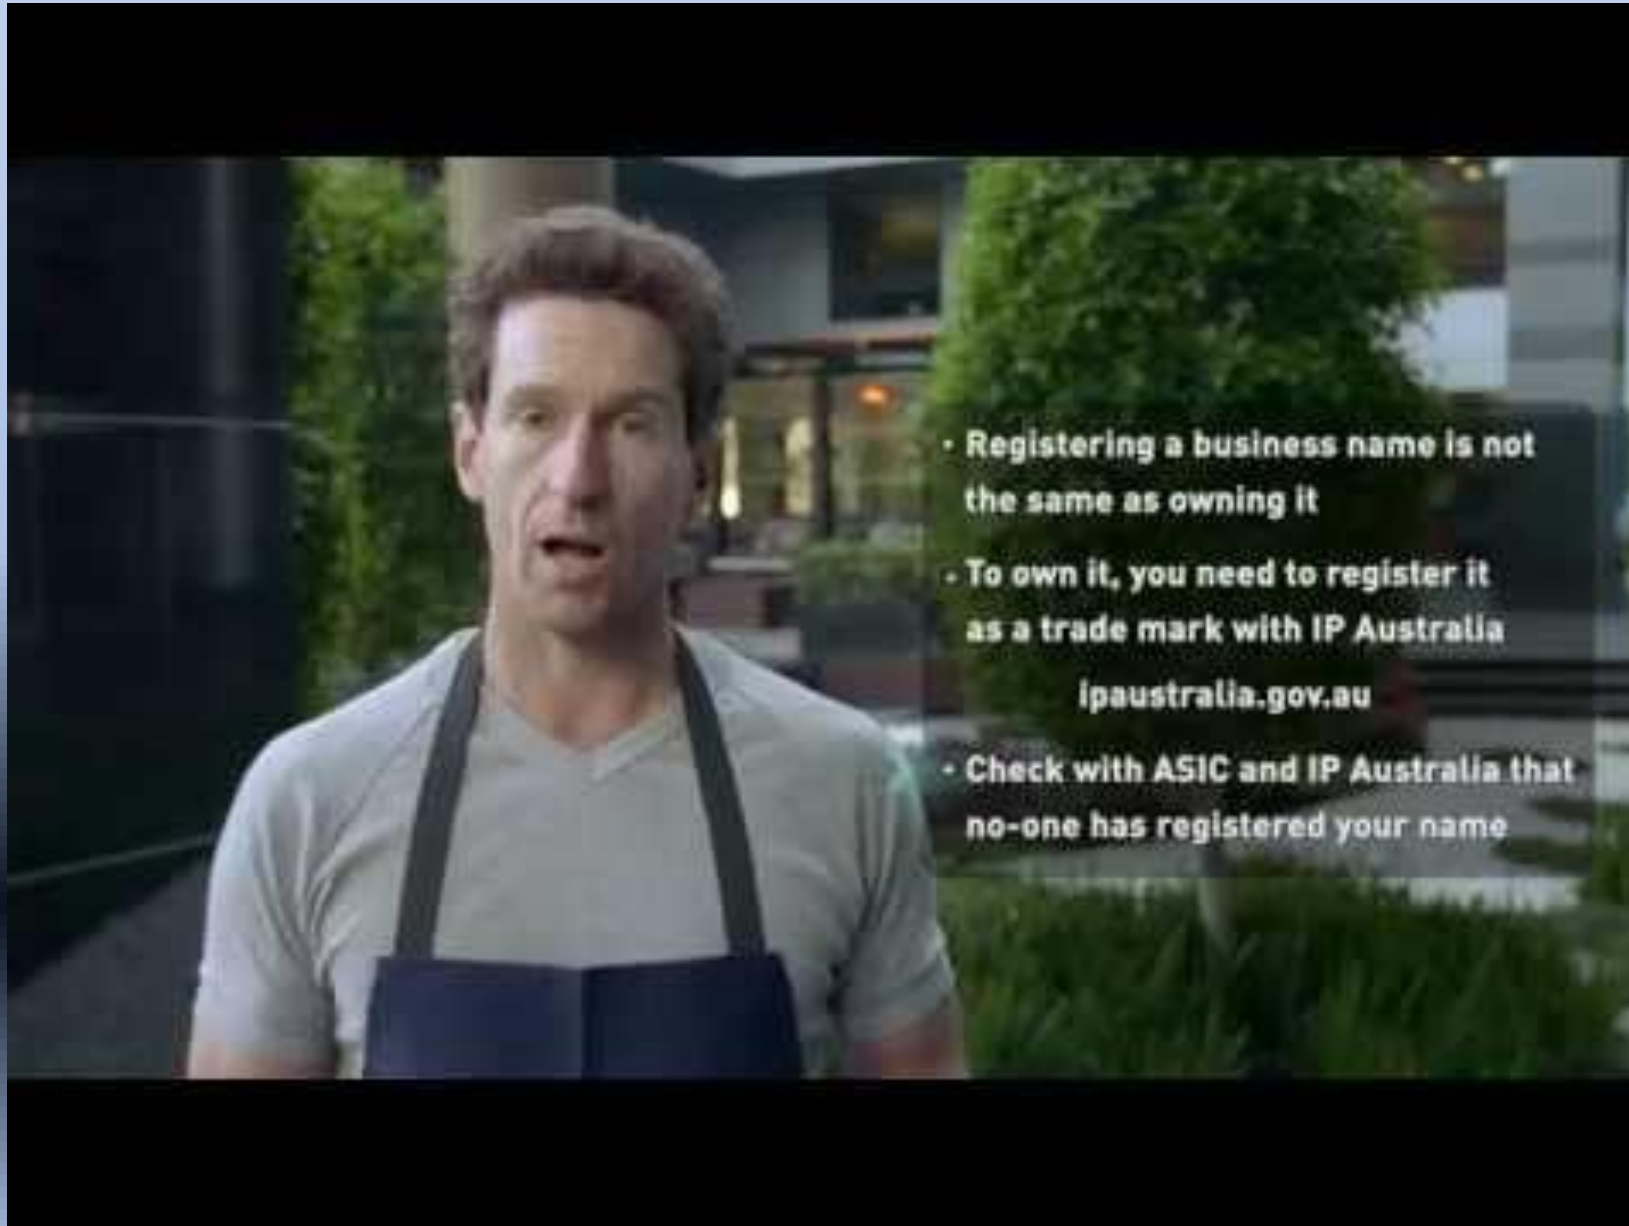 · Registering a business name is not
the same as owning it
· To own it, you need to register it
as a trade mark with IP Australia
ipaustralia.gov.au
· Check with ASIC and IP Australia that
no-one has registered your name